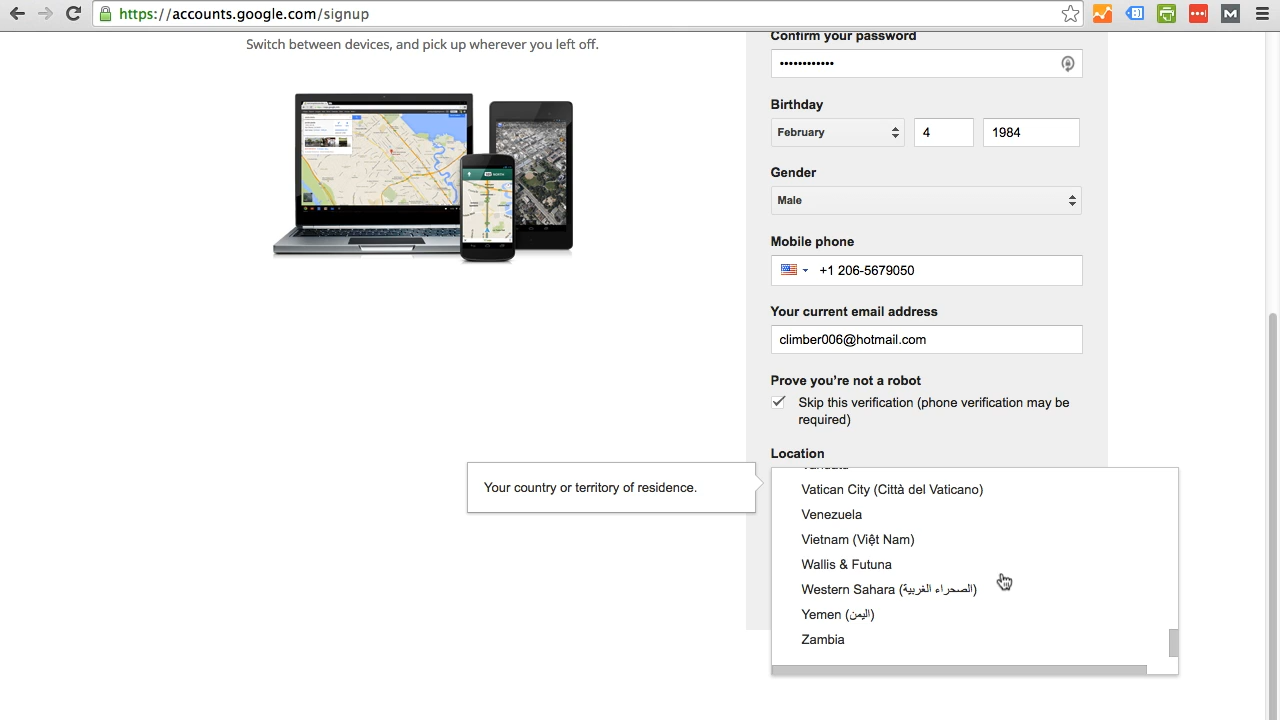 https://accounts.google.com/signup
Switch between devices, and pick up wherever you left off.
Confirm your password
••••••••••••
Birthday
February
4
1984
Gender
Male
Mobile phone
+1 206-5679050
Your current email address
climber006@hotmail.com
Prove you're not a robot
Skip this verification (phone verification may be
required)
Location
Your country or territory of residence.
Vatican City (Città del Vaticano)
Venezuela
Vietnam (Việt Nam)
Wallis & Futuna
Western Sahara (الصحراء الغربية)
Yemen (اليمن)
Zambia